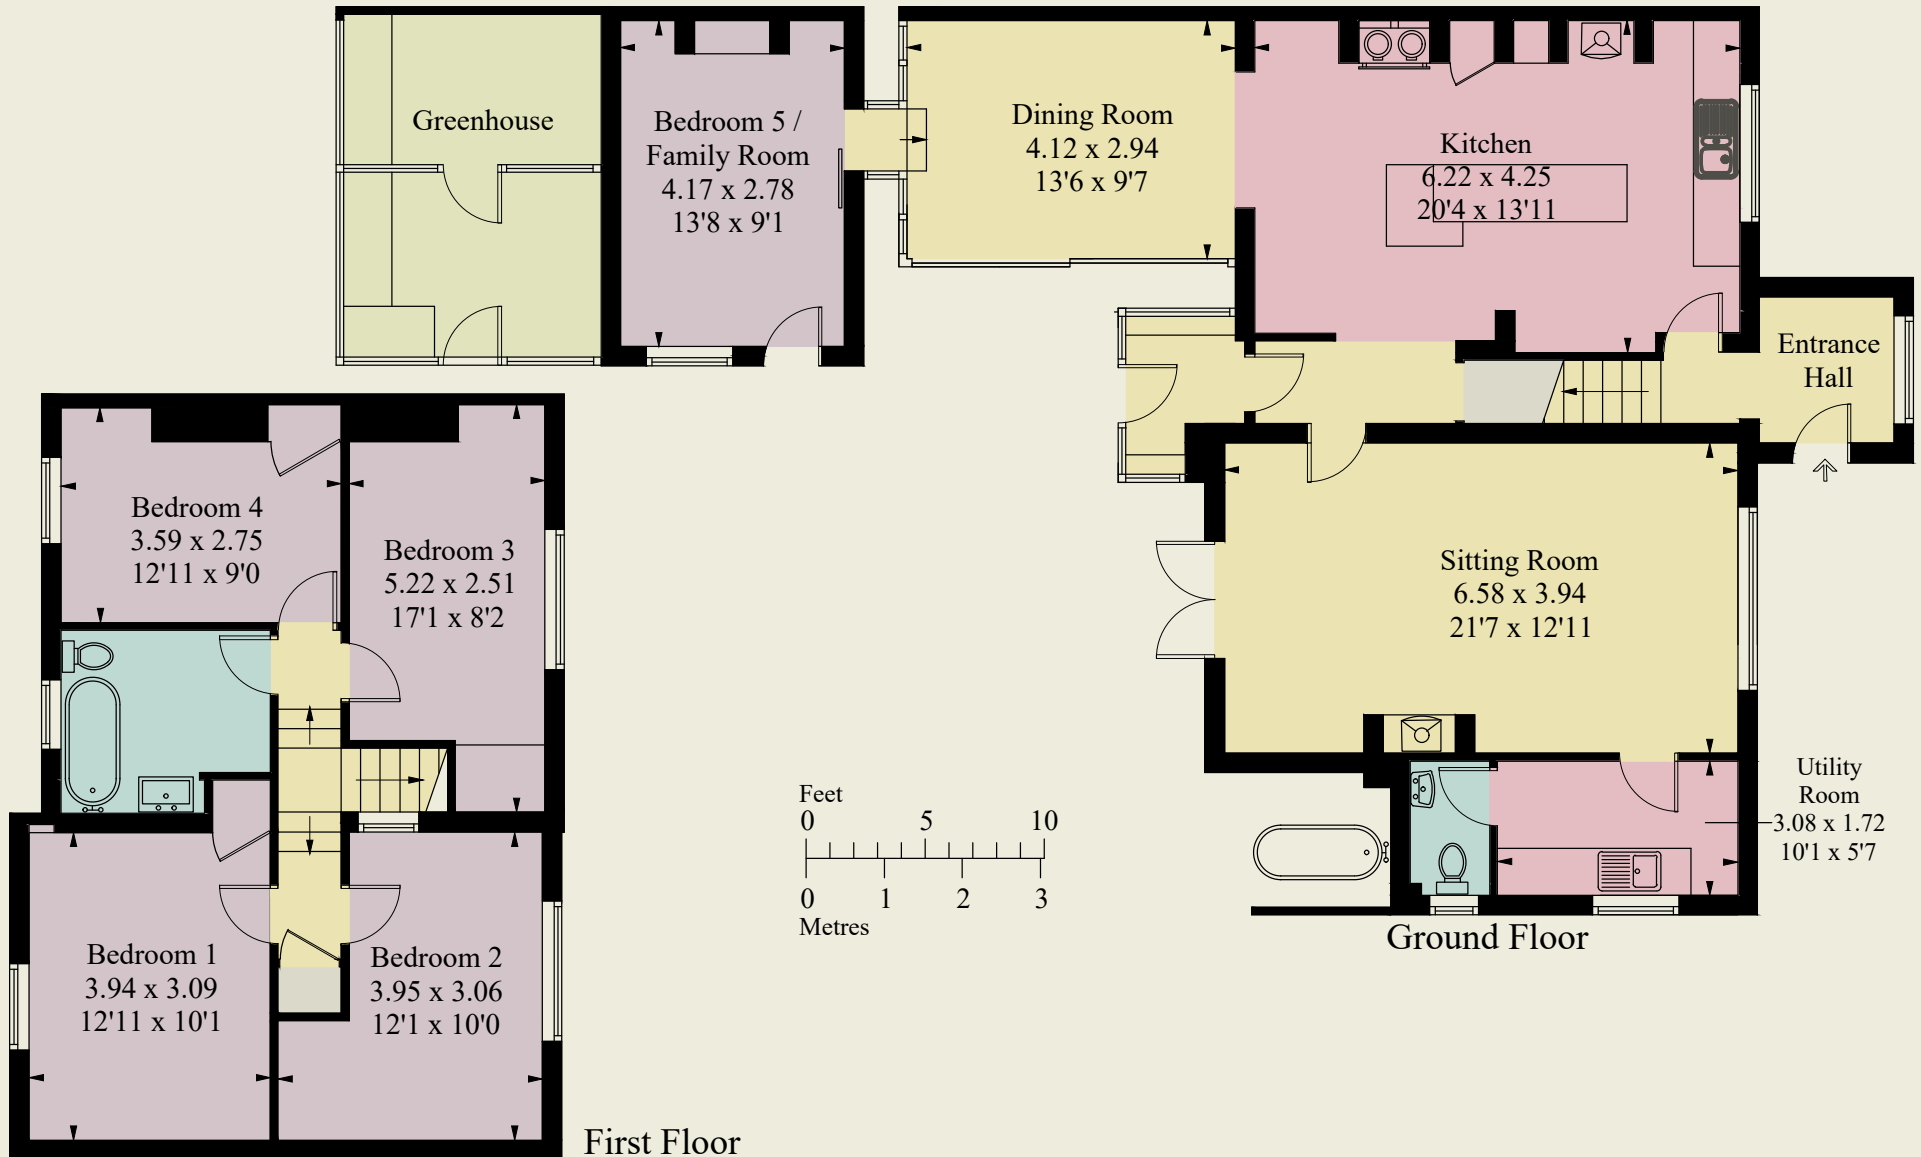 Greenhouse
Bedroom 5 /
Family Room
4.17 x 2.78
13'8 x 9'1
Dining Room
4.12 x 2.94
13'6 x 9'7
Kitchen
6.22 x 4.25
20'4 x 13'11
Entrance
Hall
Bedroom 4
3.59 x 2.75
12'11 x 9'0
Bedroom 3
5.22 x 2.51
17'1 x 8'2
Sitting Room
6.58 x 3.94
21'7 x 12'11
Utility
Room
3.08 x 1.72
10'1 x 5'7
Feet
0 5 10
0 1 2 3
Metres
Ground Floor
Bedroom 1
3.94 x 3.09
12'11 x 10'1
Bedroom 2
3.95 x 3.06
12'1 x 10'0
First Floor